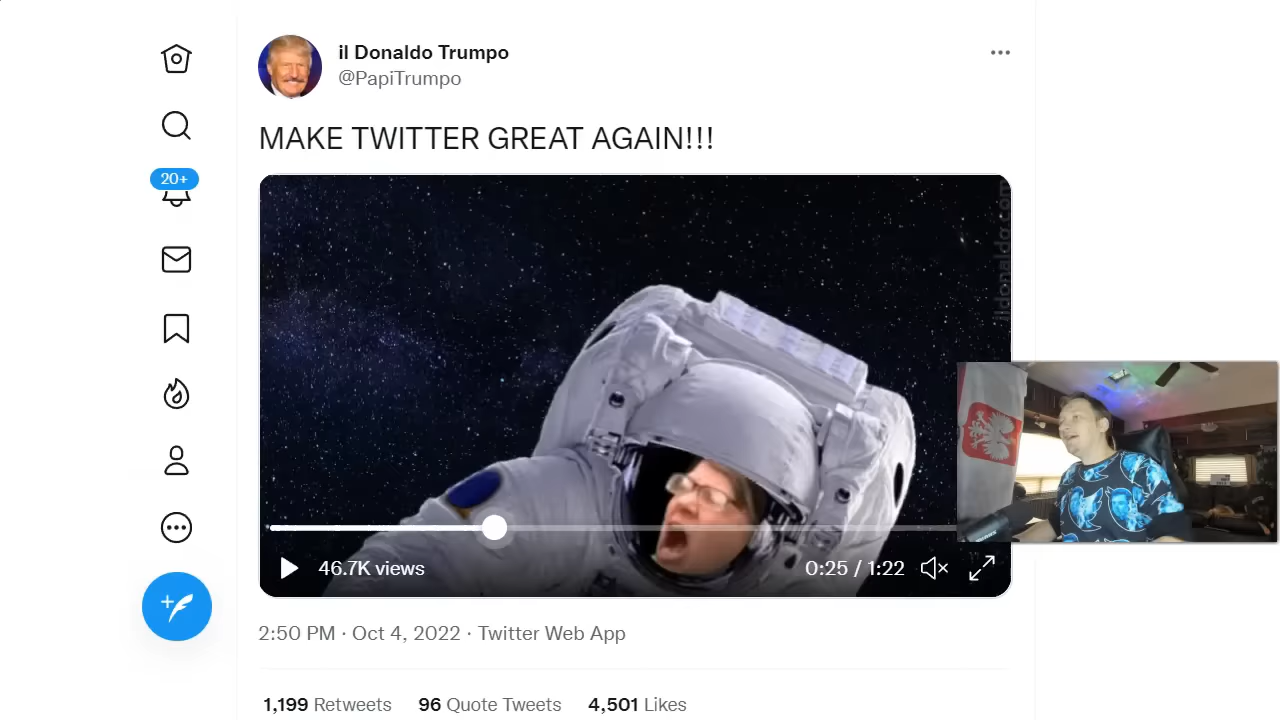 il Donaldo Trumpo
@PapiTrumpo
MAKE TWITTER GREAT AGAIN!!!
20+
ildonaldo.com
46.7K views
0:25 / 1:22
2:50 PM · Oct 4, 2022 · Twitter Web App
1,199 Retweets 96 Quote Tweets 4,501 Likes